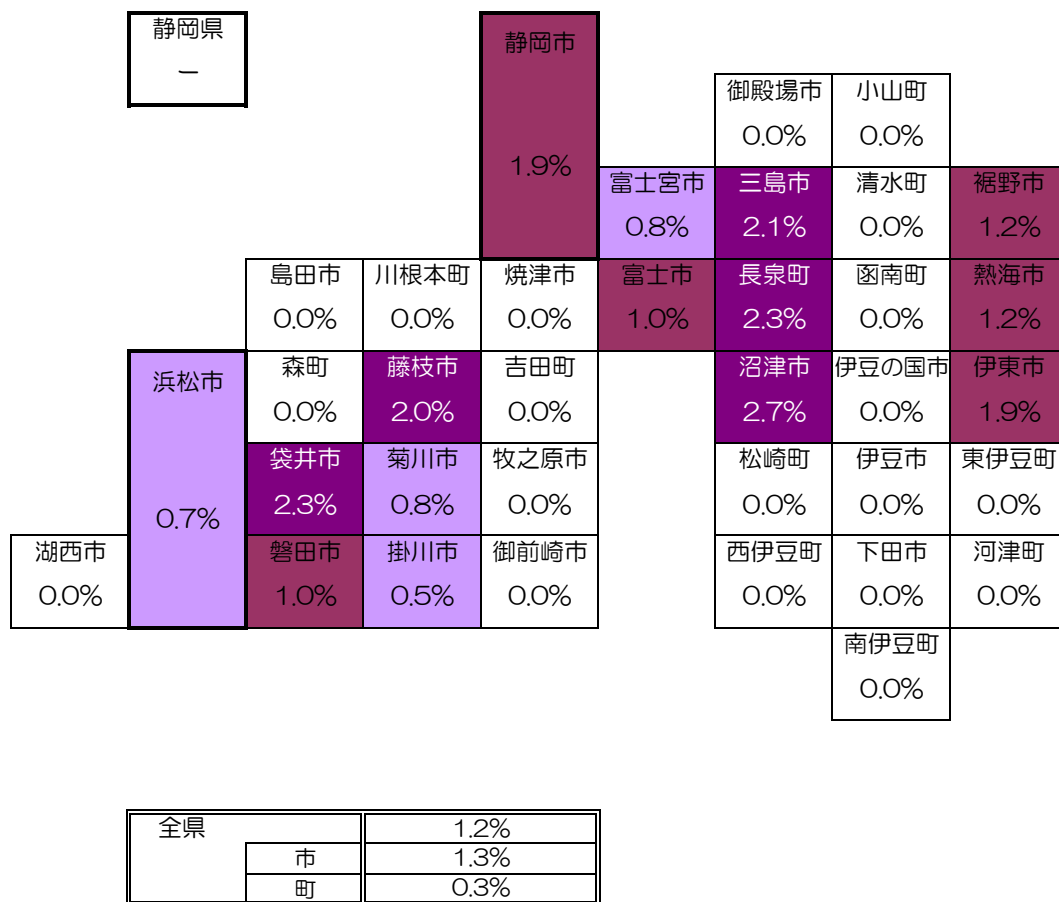 静岡県
－
静岡市
1.9%
御殿場市
0.0%
小山町
0.0%
富士宮市
0.8%
三島市
2.1%
清水町
0.0%
裾野市
1.2%
島田市
0.0%
川根本町
0.0%
焼津市
0.0%
富士市
1.0%
長泉町
2.3%
函南町
0.0%
熱海市
1.2%
浜松市
0.7%
森町
0.0%
藤枝市
2.0%
吉田町
0.0%
沼津市
2.7%
伊豆の国市
0.0%
伊東市
1.9%
袋井市
2.3%
菊川市
0.8%
牧之原市
0.0%
松崎町
0.0%
伊豆市
0.0%
東伊豆町
0.0%
湖西市
0.0%
磐田市
1.0%
掛川市
0.5%
御前崎市
0.0%
西伊豆町
0.0%
下田市
0.0%
河津町
0.0%
南伊豆町
0.0%
全県 1.2%
市 1.3%
町 0.3%